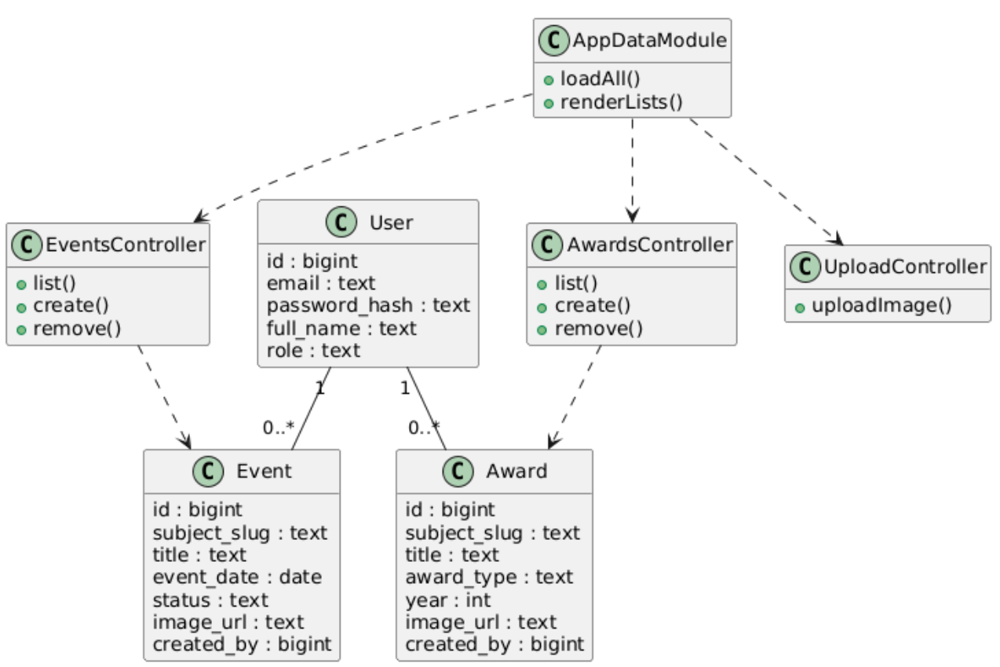 C AppDataModule
loadAll()
renderLists()
C EventsController
list()
create()
remove()
C User
id : bigint
email : text
password_hash : text
full_name : text
role : text
C AwardsController
list()
create()
remove()
C UploadController
uploadImage()
1
0..*
1
0..*
C Event
id : bigint
subject_slug : text
title : text
event_date : date
status : text
image_url : text
created_by : bigint
C Award
id : bigint
subject_slug : text
title : text
award_type : text
year : int
image_url : text
created_by : bigint